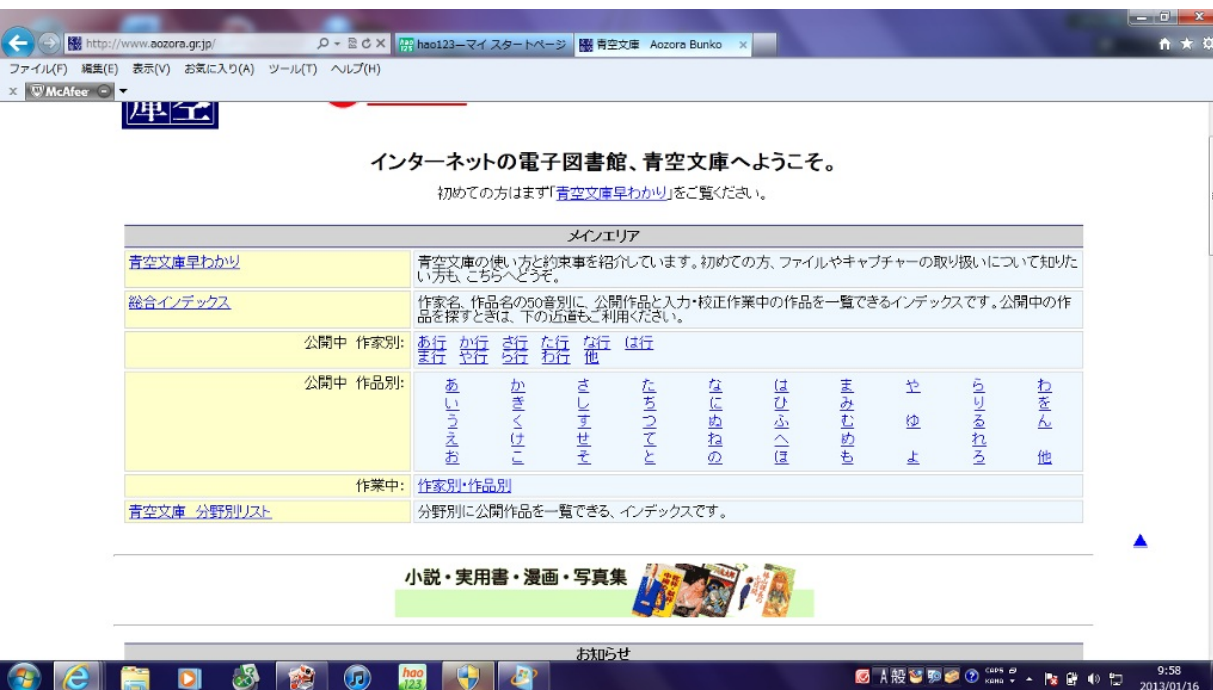 http://www.aozora.gr.jp/
hao123ーマイ スタートページ
青空文庫 Aozora Bunko
ファイル(F) 編集(E) 表示(V) お気に入り(A) ツール(T) ヘルプ(H)
McAfee
庫空
インターネットの電子図書館、青空文庫へようこそ。
初めての方はまず「青空文庫早わかり」をご覧ください。
メインエリア
青空文庫早わかり
青空文庫の使い方と約束事を紹介しています。初めての方、ファイルやキャプチャーの取り扱いについて知りた
い方も、こちらへどうぞ。
総合インデックス
作家名、作品名の50音別に、公開作品と入力・校正作業中の作品を一覧できるインデックスです。公開中の作
品を探すときは、下の近道もご利用ください。
公開中 作家別:
あ行 か行 さ行 た行 な行 は行
ま行 や行 ら行 わ行 他
公開中 作品別:
あ か さ た な は ま や ら わ
い き し ち に ひ み り を
う く す つ ぬ ふ む ゆ る ん
え け せ て ね へ め れ
お こ そ と の ほ も よ ろ 他
作業中:
作家別・作品別
青空文庫 分野別リスト
分野別に公開作品を一覧できる、インデックスです。
小説・実用書・漫画・写真集
お知らせ
hao
123
A 般
CAPS
KANA
9:58
2013/01/16